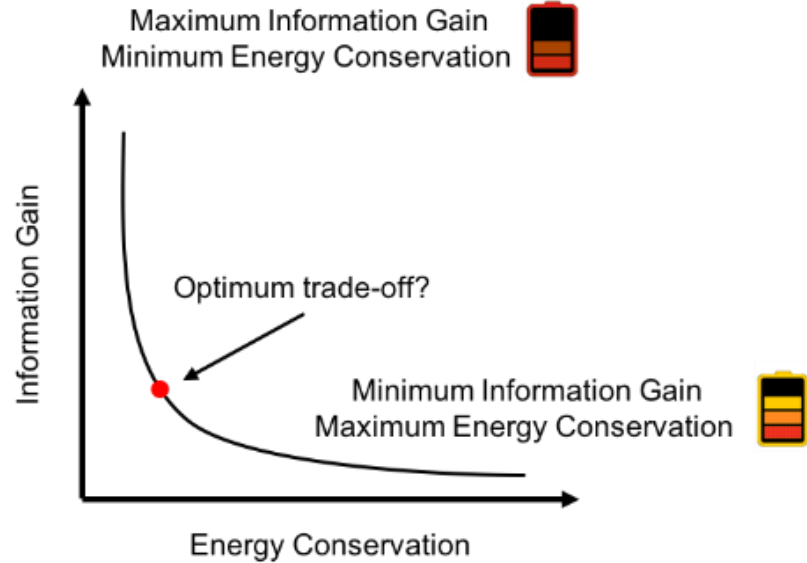 Maximum Information Gain
Minimum Energy Conservation
Information Gain
Optimum trade-off?
Minimum Information Gain
Maximum Energy Conservation
Energy Conservation